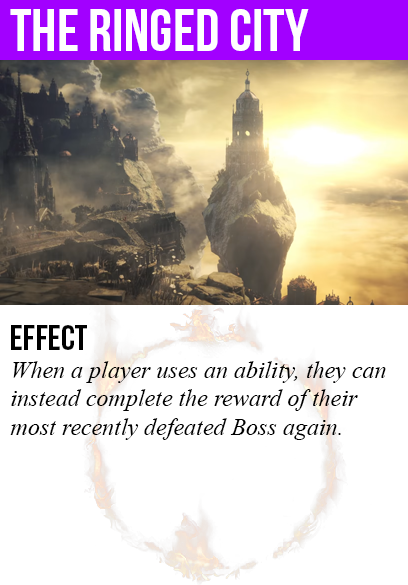 THE RINGED CITY
EFFECT
When a player uses an ability, they can
instead complete the reward of their
most recently defeated Boss again.